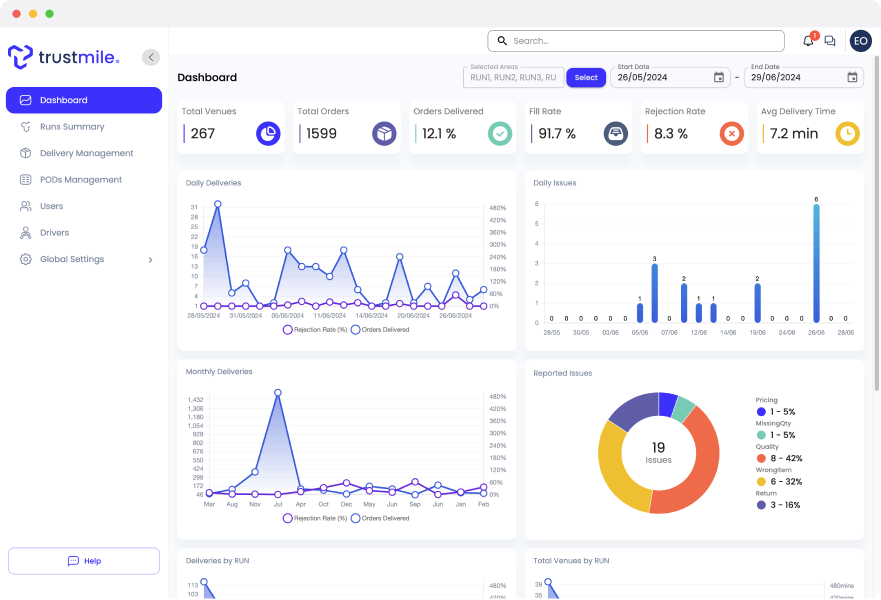 Search...
1
EO
trustmile.
Dashboard
Selected Areas
RUN1, RUN2, RUN3, RU
Select
Start Date
26/05/2024
-
End Date
29/06/2024
Dashboard
Runs Summary
Delivery Management
PODs Management
Users
Drivers
Global Settings
Help
Total Venues
267
Total Orders
1599
Orders Delivered
12.1 %
Fill Rate
91.7 %
Rejection Rate
8.3 %
Avg Delivery Time
7.2 min
Daily Deliveries
31
28
25
22
19
16
13
10
7
4
1
480%
420%
360%
300%
240%
180%
120%
60%
0%
28/05/2024 31/05/2024 05/06/2024 11/06/2024 14/06/2024 20/06/2024 26/06/2024
Rejection Rate (%) Orders Delivered
Daily Issues
6
5
4
3
2
1
0
0 0 0 0 0 0 1 3 0 2 1 1 0 0 2 0 0 0 6 0 0
28/05 30/05 03/06 05/06 07/06 12/06 14/06 19/06 24/06 26/06 28/06
Monthly Deliveries
1,432
1,306
1,180
1,054
928
802
676
550
424
298
172
46
480%
420%
360%
300%
240%
180%
120%
60%
0%
Mar Aug Nov Jul Apr Oct Dec May Jun Sep Jun Jan Feb
Rejection Rate (%) Orders Delivered
Reported Issues
19
Issues
Pricing
1 - 5%
MissingQty
1 - 5%
Quality
8 - 42%
WrongItem
6 - 32%
Return
3 - 16%
Deliveries by RUN
113
103
480%
420%
Total Venues by RUN
39
35
480mins
420mins